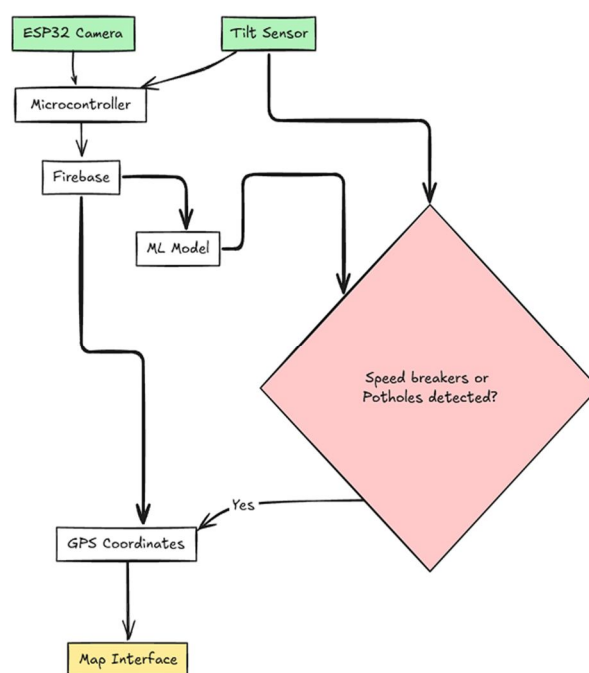 ESP32 Camera
Tilt Sensor
Microcontroller
Firebase
ML Model
Speed breakers or
Potholes detected?
Yes
GPS Coordinates
Map Interface